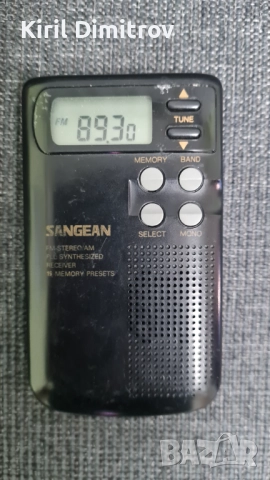 Kiril Dimitrov
FM 89.30
TUNE
MEMORY BAND
SELECT MONO
SANGEAN
FM-STEREO/AM
PLL SYNTHESIZED
RECEIVER
MEMORY PRESETS
BAZAR